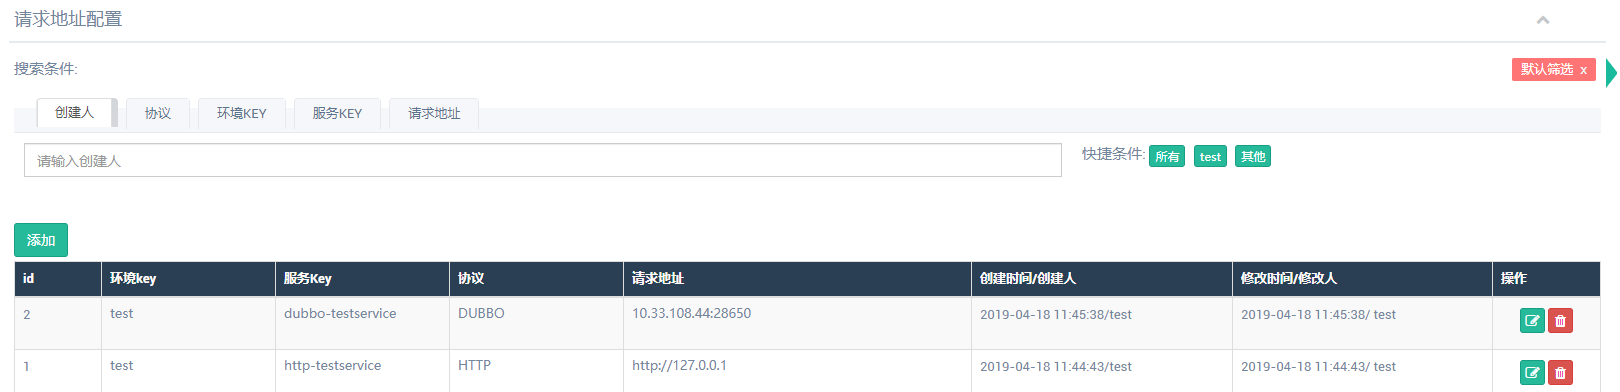 请求地址配置
搜索条件: 默认筛选 x
创建人 协议 环境KEY 服务KEY 请求地址
请输入创建人 快捷条件: 所有 test 其他
添加
id 环境key 服务Key 协议 请求地址 创建时间/创建人 修改时间/修改人 操作
2 test dubbo-testservice DUBBO 10.33.108.44:28650 2019-04-18 11:45:38/test 2019-04-18 11:45:38/ test
1 test http-testservice HTTP http://127.0.0.1 2019-04-18 11:44:43/test 2019-04-18 11:44:43/ test